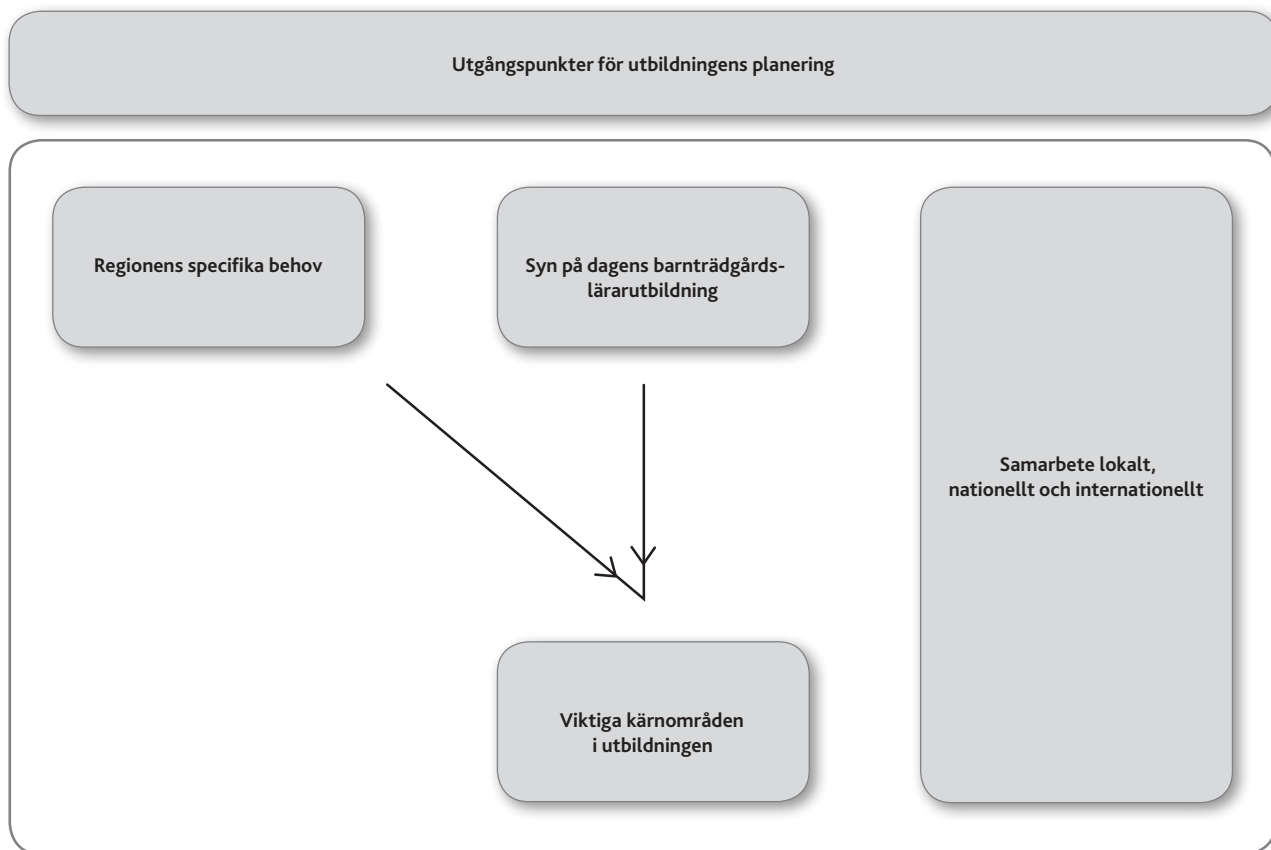 Utgångspunkter för utbildningens planering
Regionens specifika behov
Syn på dagens barnträdgårds-
lärarutbildning
Samarbete lokalt,
nationellt och internationellt
Viktiga kärnområden
i utbildningen